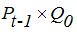 P_{t-1} × Q_0